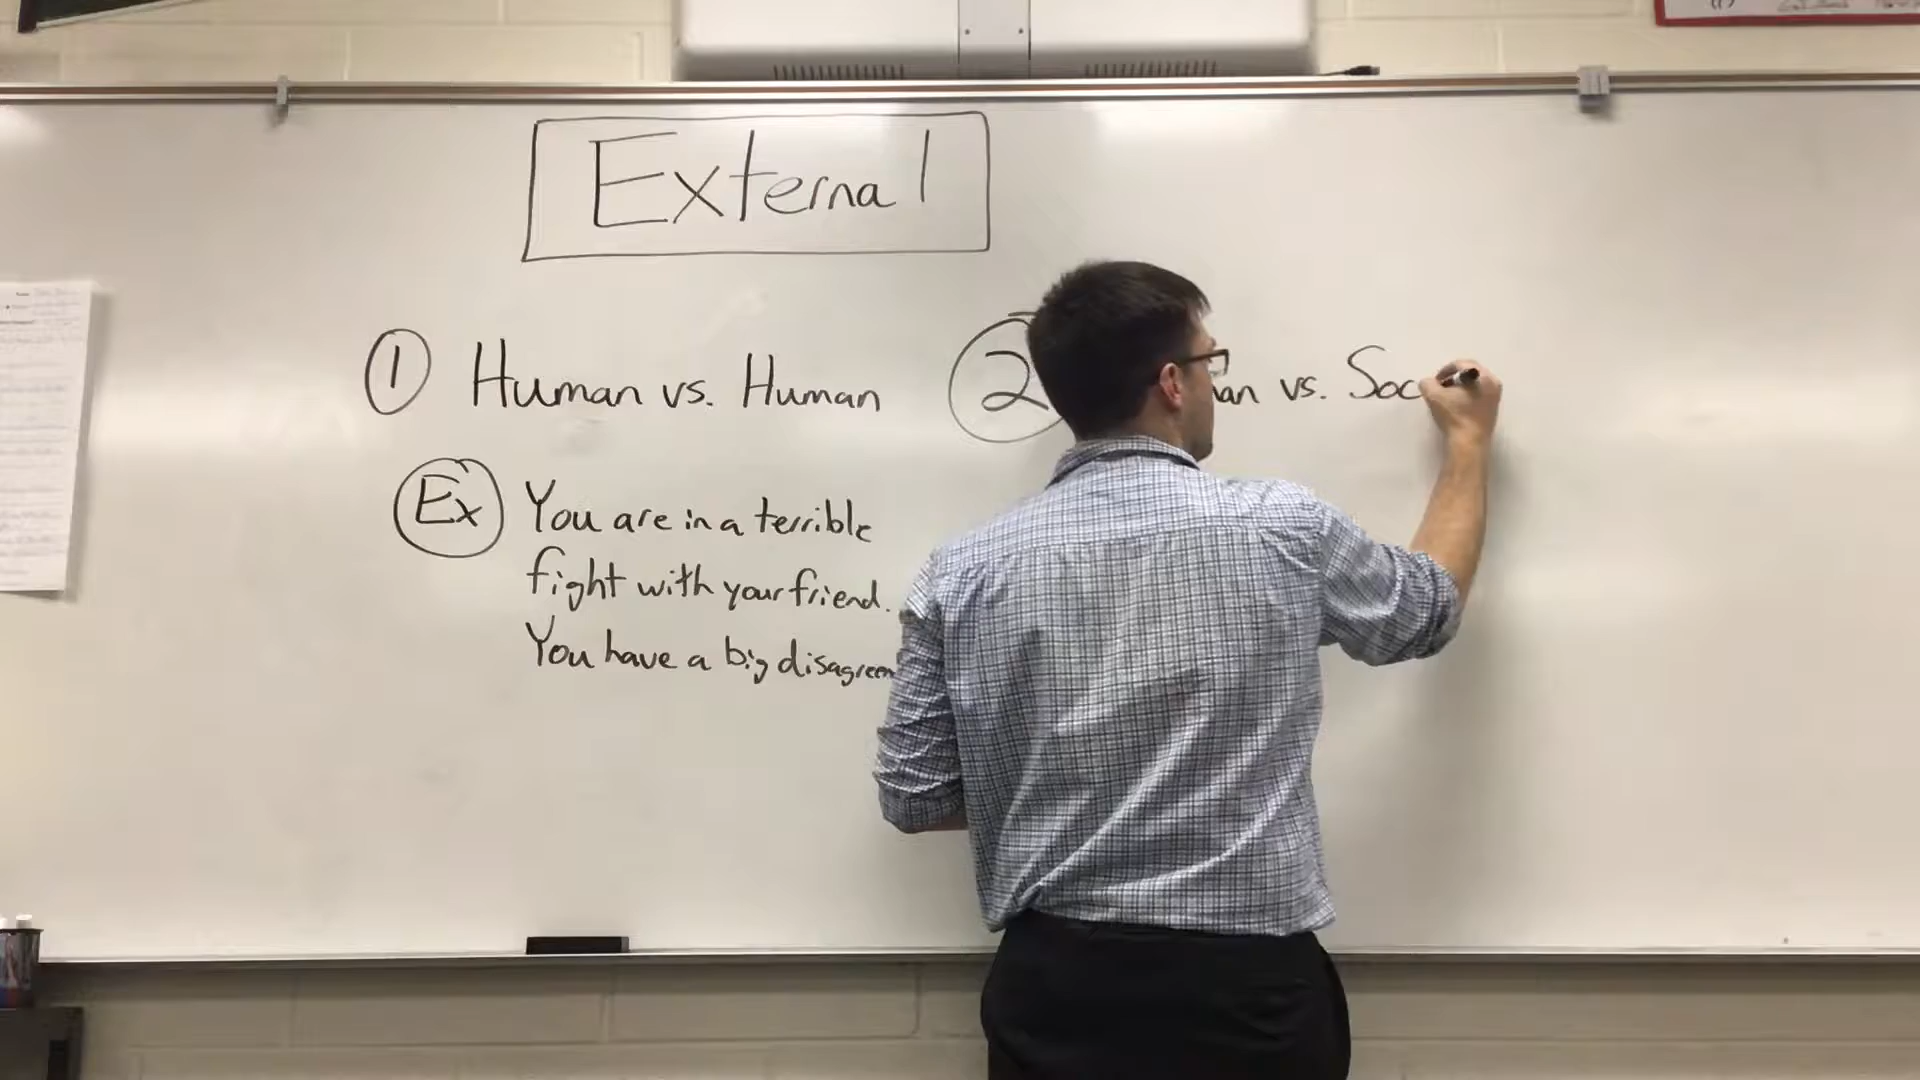 External
1 Human vs. Human
Ex You are in a terrible
fight with your friend.
You have a big disagreem
2 an vs. Soc